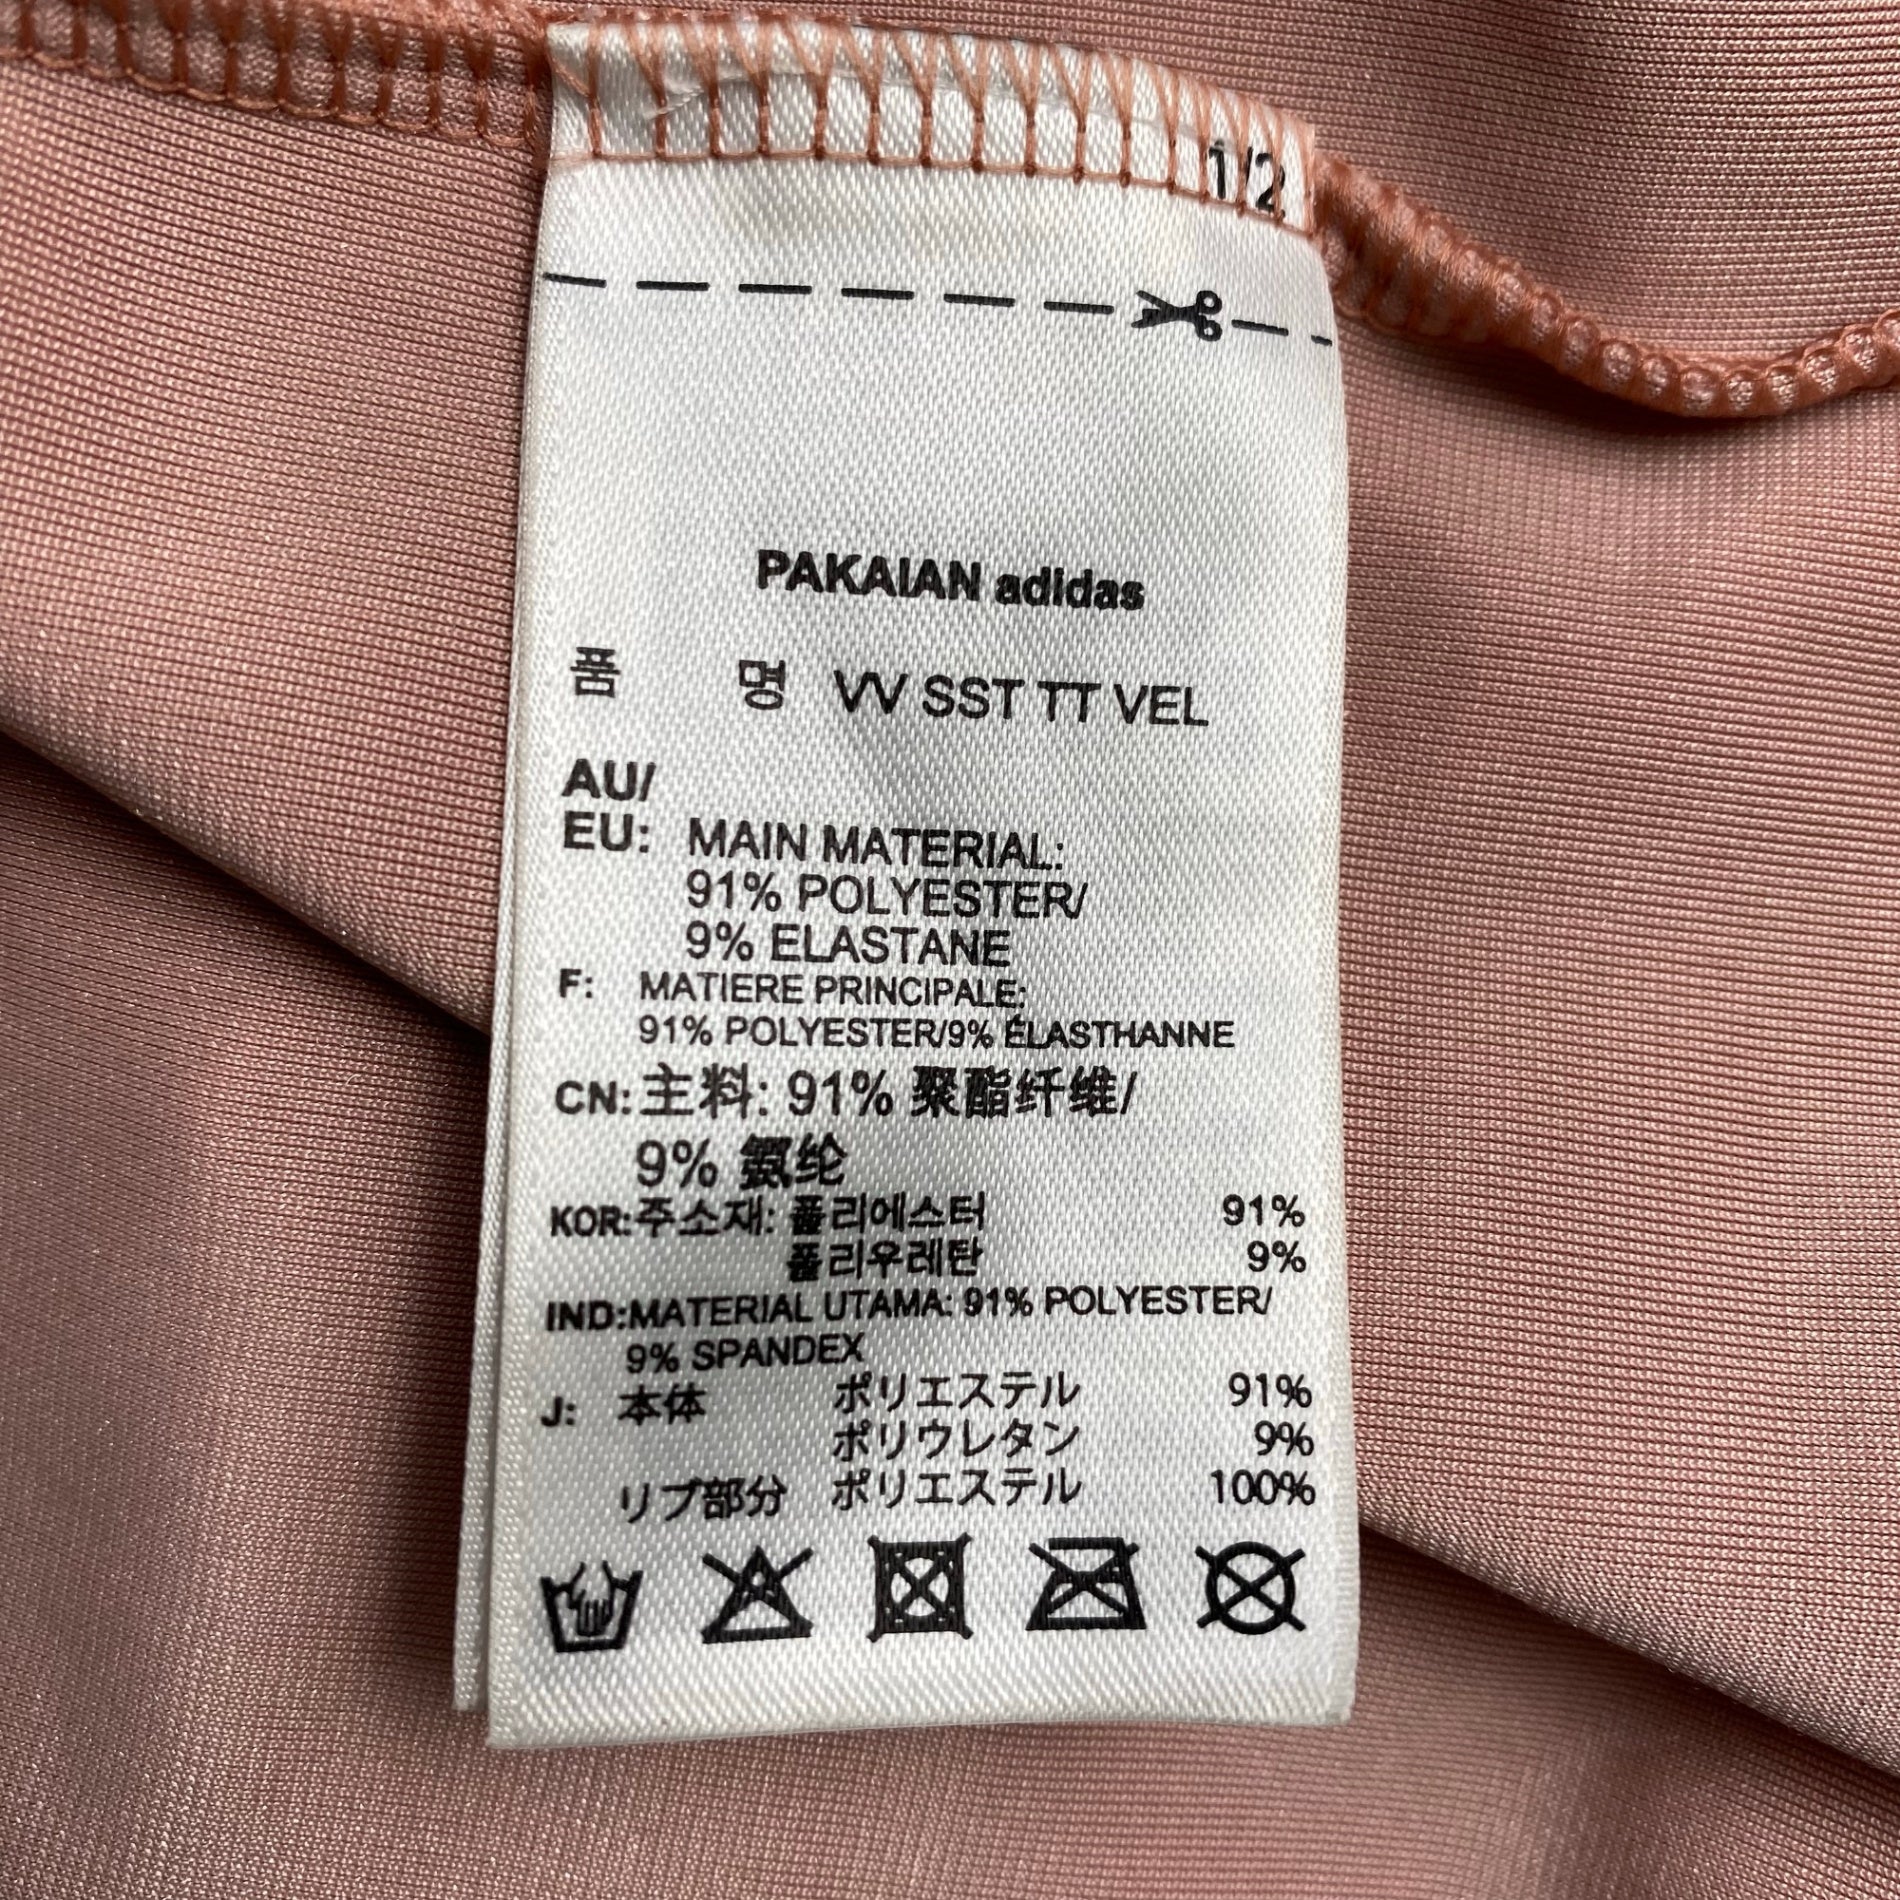 1/2
PAKAIAN adidas
품 명 VV SST TT VEL
AU/
EU: MAIN MATERIAL:
91% POLYESTER/
9% ELASTANE
F: MATIERE PRINCIPALE:
91% POLYESTER/9% ÉLASTHANNE
CN: 主料: 91% 聚酯纤维/
9% 氨纶
KOR: 주소재: 폴리에스터 91%
폴리우레탄 9%
IND: MATERIAL UTAMA: 91% POLYESTER/
9% SPANDEX
J: 本体 ポリエステル 91%
ポリウレタン 9%
リブ部分 ポリエステル 100%